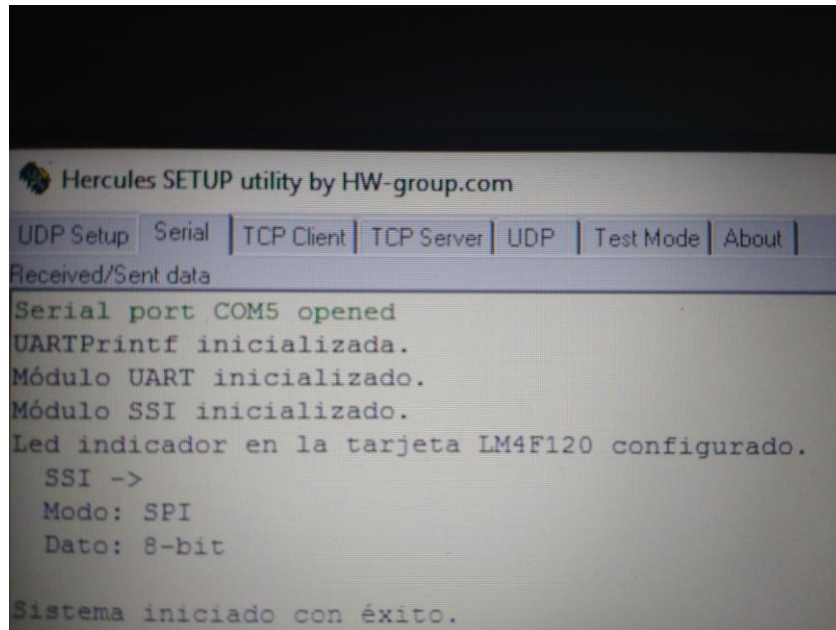 Hercules SETUP utility by HW-group.com
UDP Setup Serial TCP Client TCP Server UDP Test Mode About
Received/Sent data
Serial port COM5 opened
UARTPrintf inicializada.
Módulo UART inicializado.
Módulo SSI inicializado.
Led indicador en la tarjeta LM4F120 configurado.
SSI ->
Modo: SPI
Dato: 8-bit
Sistema iniciado con éxito.